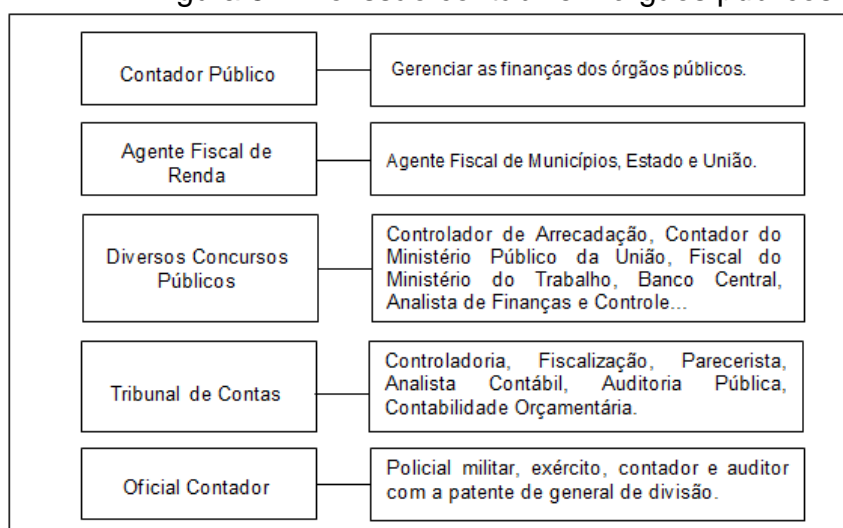 órgãos públicos
Contador Público
Gerenciar as finanças dos órgãos públicos.
Agente Fiscal de
Renda
Agente Fiscal de Municípios, Estado e União.
Diversos Concursos
Públicos
Controlador de Arrecadação, Contador do
Ministério Público da União, Fiscal do
Ministério do Trabalho, Banco Central,
Analista de Finanças e Controle...
Tribunal de Contas
Controladoria, Fiscalização, Parecerista,
Analista Contábil, Auditoria Pública,
Contabilidade Orçamentária.
Oficial Contador
Policial militar, exército, contador e auditor
com a patente de general de divisão.